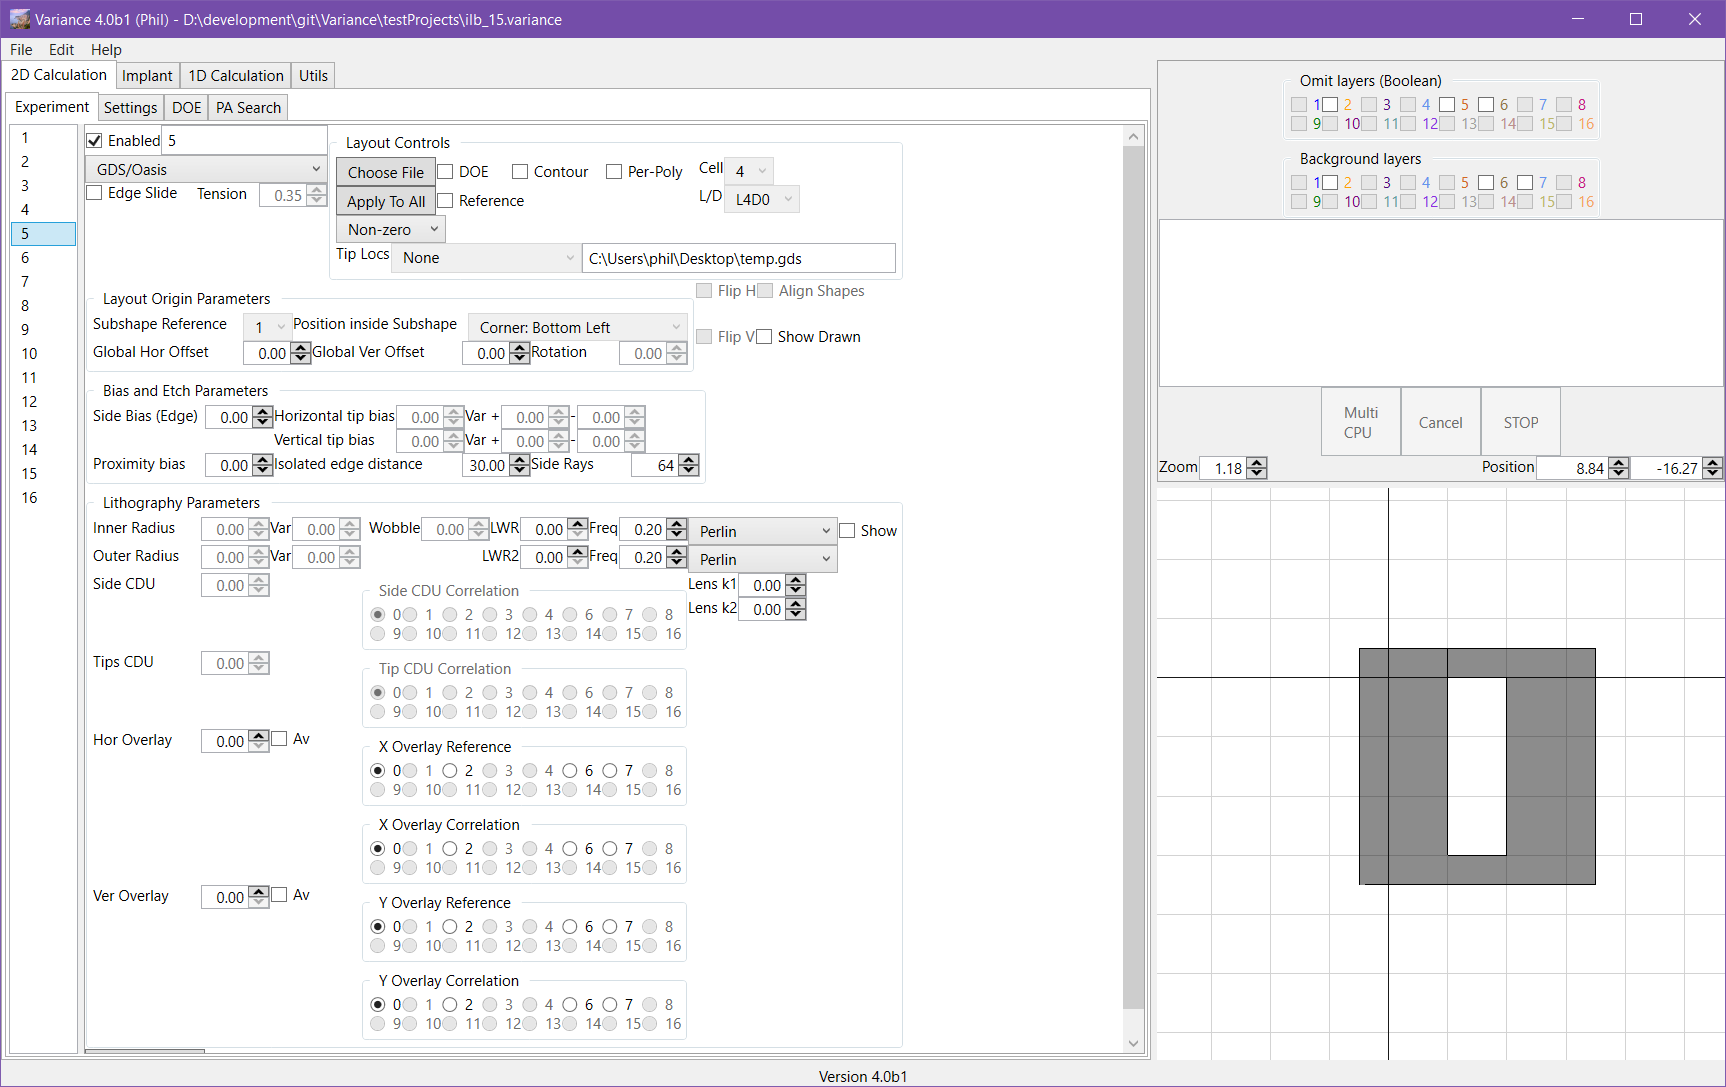 Variance 4.0b1 (Phil) - D:\development\git\Variance\testProjects\ilb_15.variance
File Edit Help
2D Calculation Implant 1D Calculation Utils
Experiment Settings DOE PA Search
1
2
3
4
5
6
7
8
9
10
11
12
13
14
15
16
Enabled 5
GDS/Oasis
Edge Slide Tension 0.35
Layout Controls
Choose File DOE Contour Per-Poly Cell 4
Apply To All Reference L/D L4D0
Non-zero
Tip Locs None C:\Users\phil\Desktop\temp.gds
Layout Origin Parameters
Subshape Reference 1 Position inside Subshape Corner: Bottom Left
Global Hor Offset 0.00 Global Ver Offset 0.00 Rotation 0.00
Flip H Align Shapes
Flip V Show Drawn
Bias and Etch Parameters
Side Bias (Edge) 0.00 Horizontal tip bias 0.00 Var + 0.00 - 0.00
Vertical tip bias 0.00 Var + 0.00 - 0.00
Proximity bias 0.00 Isolated edge distance 30.00 Side Rays 64
Lithography Parameters
Inner Radius 0.00 Var 0.00 Wobble 0.00 LWR 0.00 Freq 0.20 Perlin Show
Outer Radius 0.00 Var 0.00 LWR2 0.00 Freq 0.20 Perlin
Side CDU 0.00 Lens k1 0.00
Lens k2 0.00
Side CDU Correlation
0 1 2 3 4 6 7 8
9 10 11 12 13 14 15 16
Tips CDU 0.00
Tip CDU Correlation
0 1 2 3 4 6 7 8
9 10 11 12 13 14 15 16
Hor Overlay 0.00 Av
X Overlay Reference
0 1 2 3 4 6 7 8
9 10 11 12 13 14 15 16
X Overlay Correlation
0 1 2 3 4 6 7 8
9 10 11 12 13 14 15 16
Ver Overlay 0.00 Av
Y Overlay Reference
0 1 2 3 4 6 7 8
9 10 11 12 13 14 15 16
Y Overlay Correlation
0 1 2 3 4 6 7 8
9 10 11 12 13 14 15 16
Omit layers (Boolean)
1 2 3 4 5 6 7 8
9 10 11 12 13 14 15 16
Background layers
1 2 3 4 5 6 7 8
9 10 11 12 13 14 15 16
Multi
CPU
Cancel
STOP
Zoom 1.18 Position 8.84 -16.27
Version 4.0b1